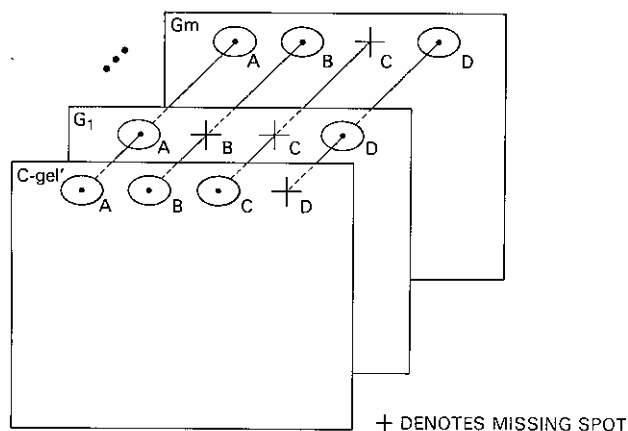 Gm
A B C D
G1
A B C D
C-gel'
A B C D
+ DENOTES MISSING SPOT